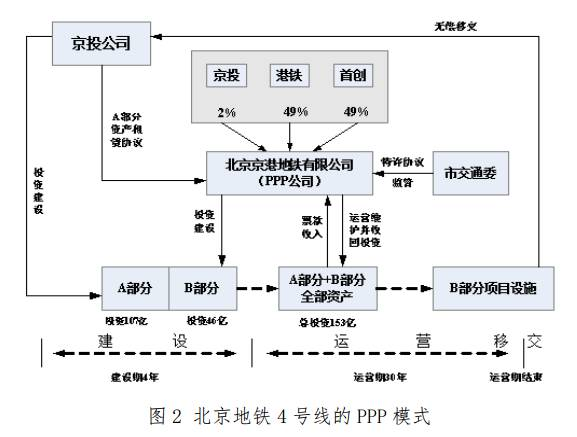 无偿移交
京投公司
京投
港铁
首创
2%
49%
49%
A部分
资产租
赁协议
北京京港地铁有限公司
（PPP公司）
特许协议
监管
市交通委
投资
建设
投资
建设
票款
收入
运营维
护并收
回投资
A部分
B部分
A部分+B部分
全部资产
B部分项目设施
投资107亿
投资46亿
总投资153亿
建 设
运 营
移 交
建设期4年
运营期30年
运营期结束
图 2 北京地铁 4 号线的 PPP 模式